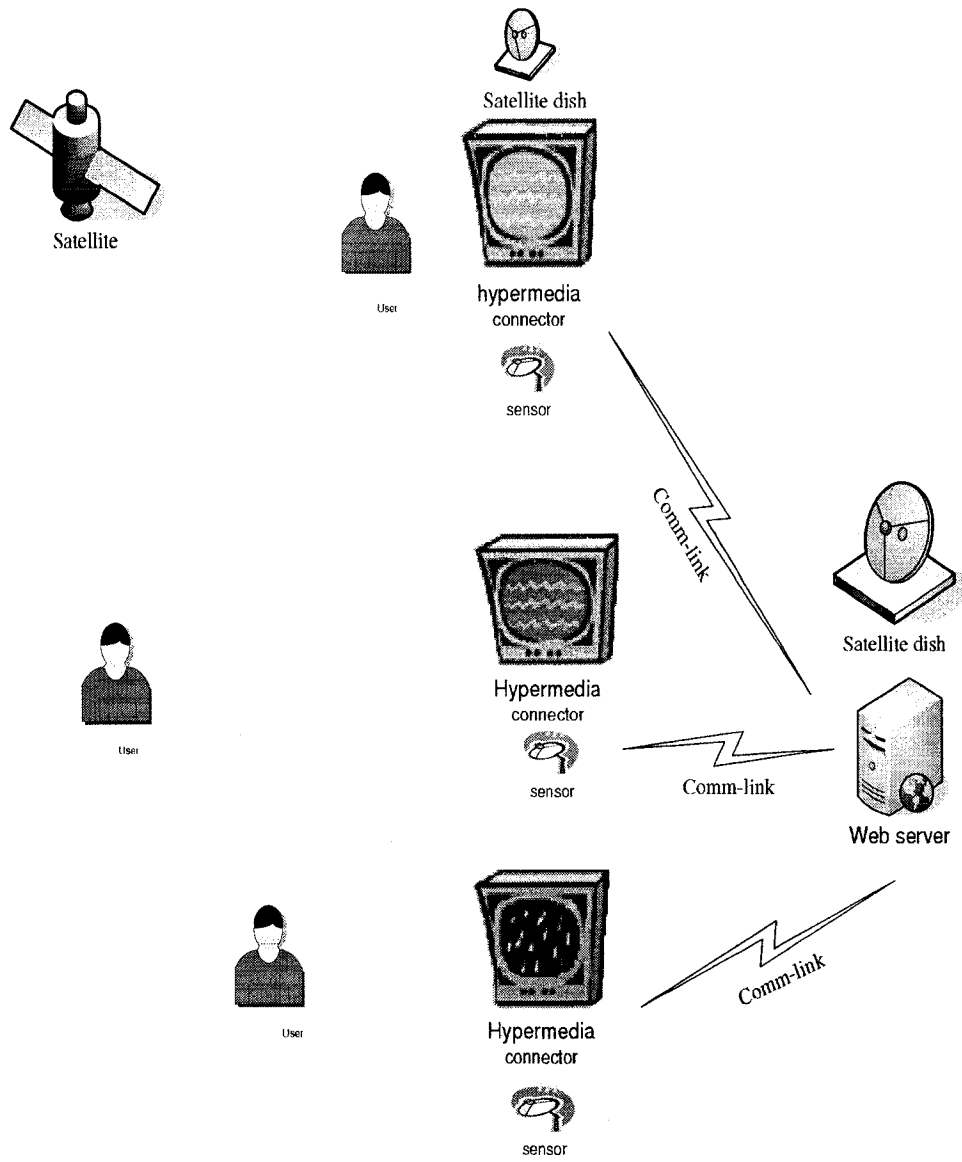 Satellite dish
Satellite
User
hypermedia
connector
sensor
Comm-link
Satellite dish
Hypermedia
connector
User
sensor
Comm-link
Web server
Comm-link
User
Hypermedia
connector
sensor